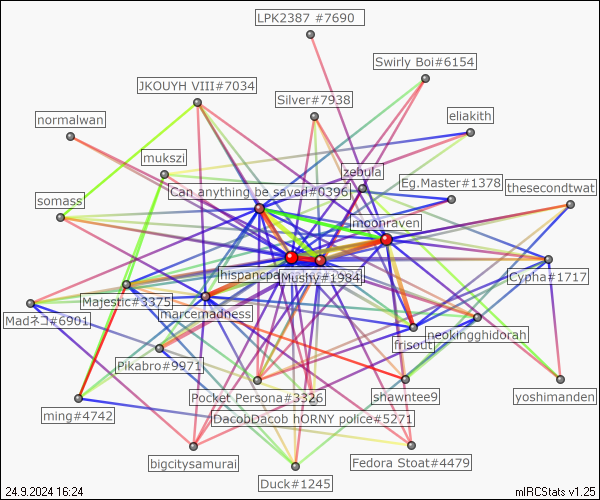 LPK2387 #7690
Swirly Boi#6154
JKOUYH VIII#7034
Silver#7938
normalwan
eliakith
mukszi
zebula
Can anything be saved#0396
Eg.Master#1378
thesecondtwat
somass
moonraven
hispancpa
Mushy#1984
Cypha#1717
Majestic#3375
marcemadness
Madネコ#6901
neokingghidorah
frisout
Pikabro#9971
Pocket Persona#3326
shawntee9
yoshimanden
ming#4742
DacobDacob hORNY police#5271
bigcitysamurai
Fedora Stoat#4479
Duck#1245
24.9.2024 16:24
mIRCStats v1.25